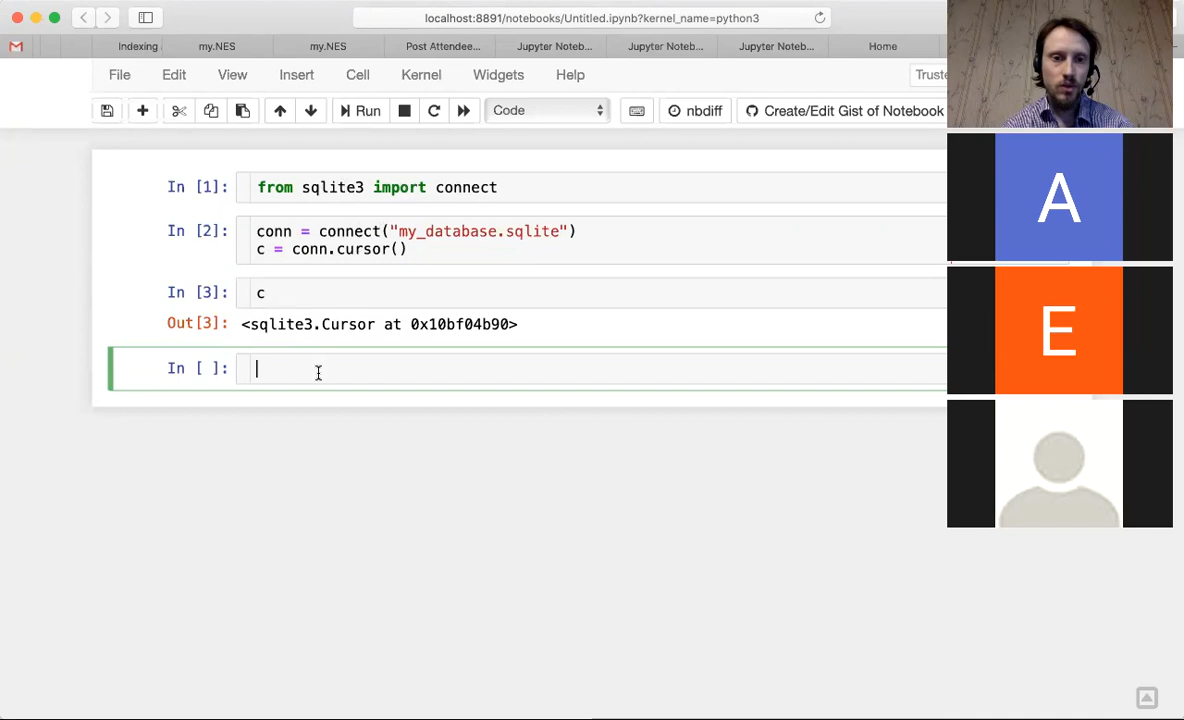 localhost:8891/notebooks/Untitled.ipynb?kernel_name=python3
Indexing my.NES my.NES Post Attendee... Jupyter Noteb... Jupyter Noteb... Jupyter Noteb... Home
File Edit View Insert Cell Kernel Widgets Help Truste
Run Code nbdiff Create/Edit Gist of Notebook
In [1]: from sqlite3 import connect
In [2]: conn = connect("my_database.sqlite")
c = conn.cursor()
In [3]: c
Out[3]: <sqlite3.Cursor at 0x10bf04b90>
In [ ]:
A
E